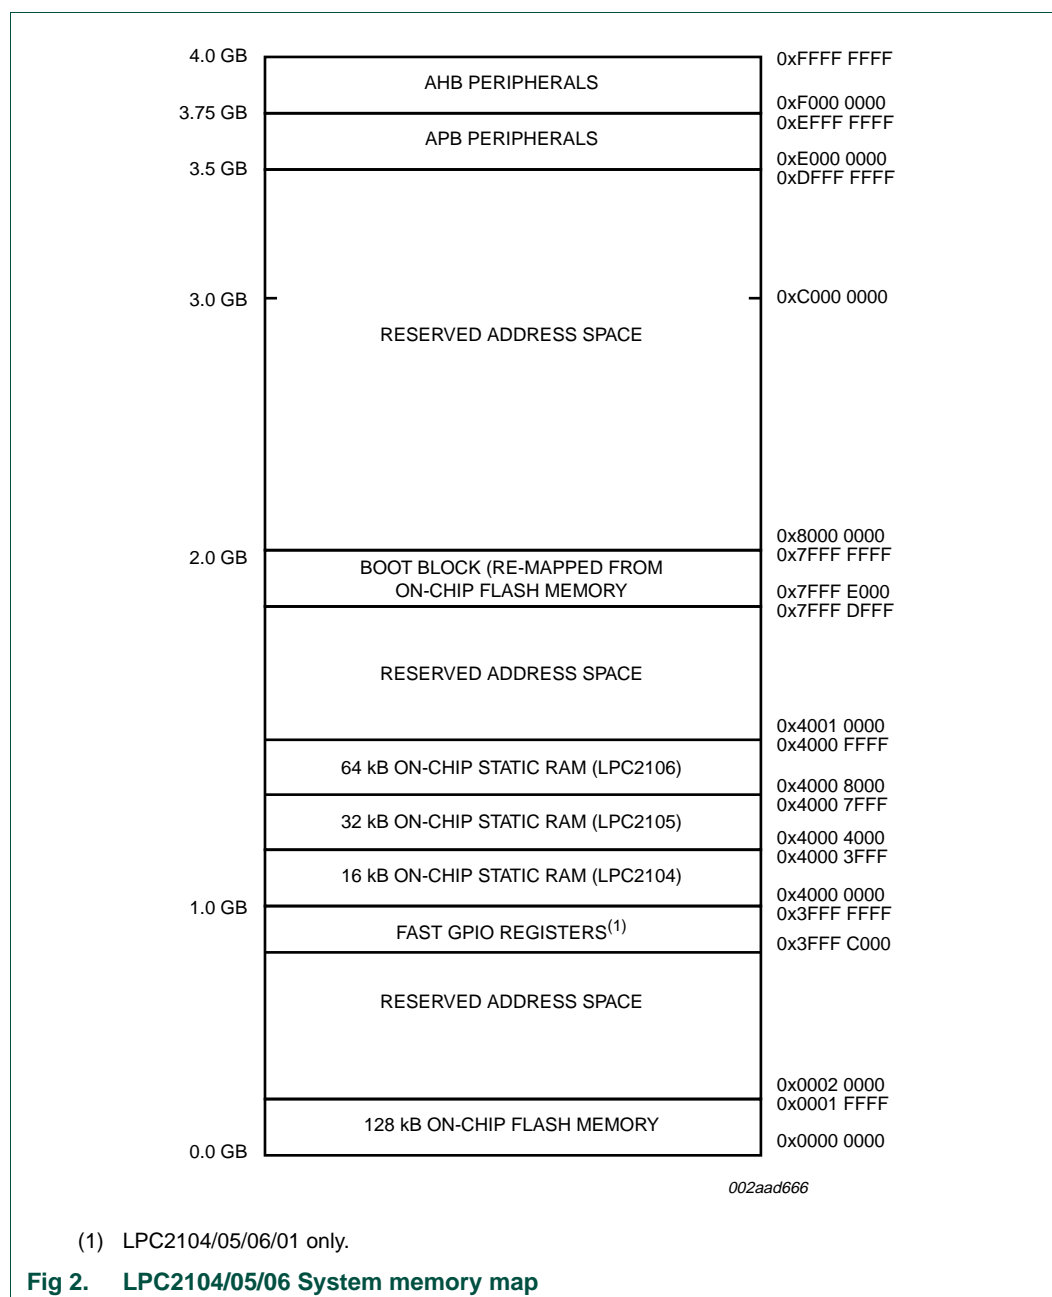 4.0 GB
0xFFFF FFFF
AHB PERIPHERALS
0xF000 0000
3.75 GB
0xEFFF FFFF
APB PERIPHERALS
0xE000 0000
3.5 GB
0xDFFF FFFF
3.0 GB
0xC000 0000
RESERVED ADDRESS SPACE
0x8000 0000
2.0 GB
0x7FFF FFFF
BOOT BLOCK (RE-MAPPED FROM
ON-CHIP FLASH MEMORY
0x7FFF E000
0x7FFF DFFF
RESERVED ADDRESS SPACE
0x4001 0000
0x4000 FFFF
64 kB ON-CHIP STATIC RAM (LPC2106)
0x4000 8000
0x4000 7FFF
32 kB ON-CHIP STATIC RAM (LPC2105)
0x4000 4000
0x4000 3FFF
16 kB ON-CHIP STATIC RAM (LPC2104)
0x4000 0000
1.0 GB
0x3FFF FFFF
FAST GPIO REGISTERS(1)
0x3FFF C000
RESERVED ADDRESS SPACE
0x0002 0000
0x0001 FFFF
128 kB ON-CHIP FLASH MEMORY
0x0000 0000
0.0 GB
002aad666
(1) LPC2104/05/06/01 only.
Fig 2. LPC2104/05/06 System memory map